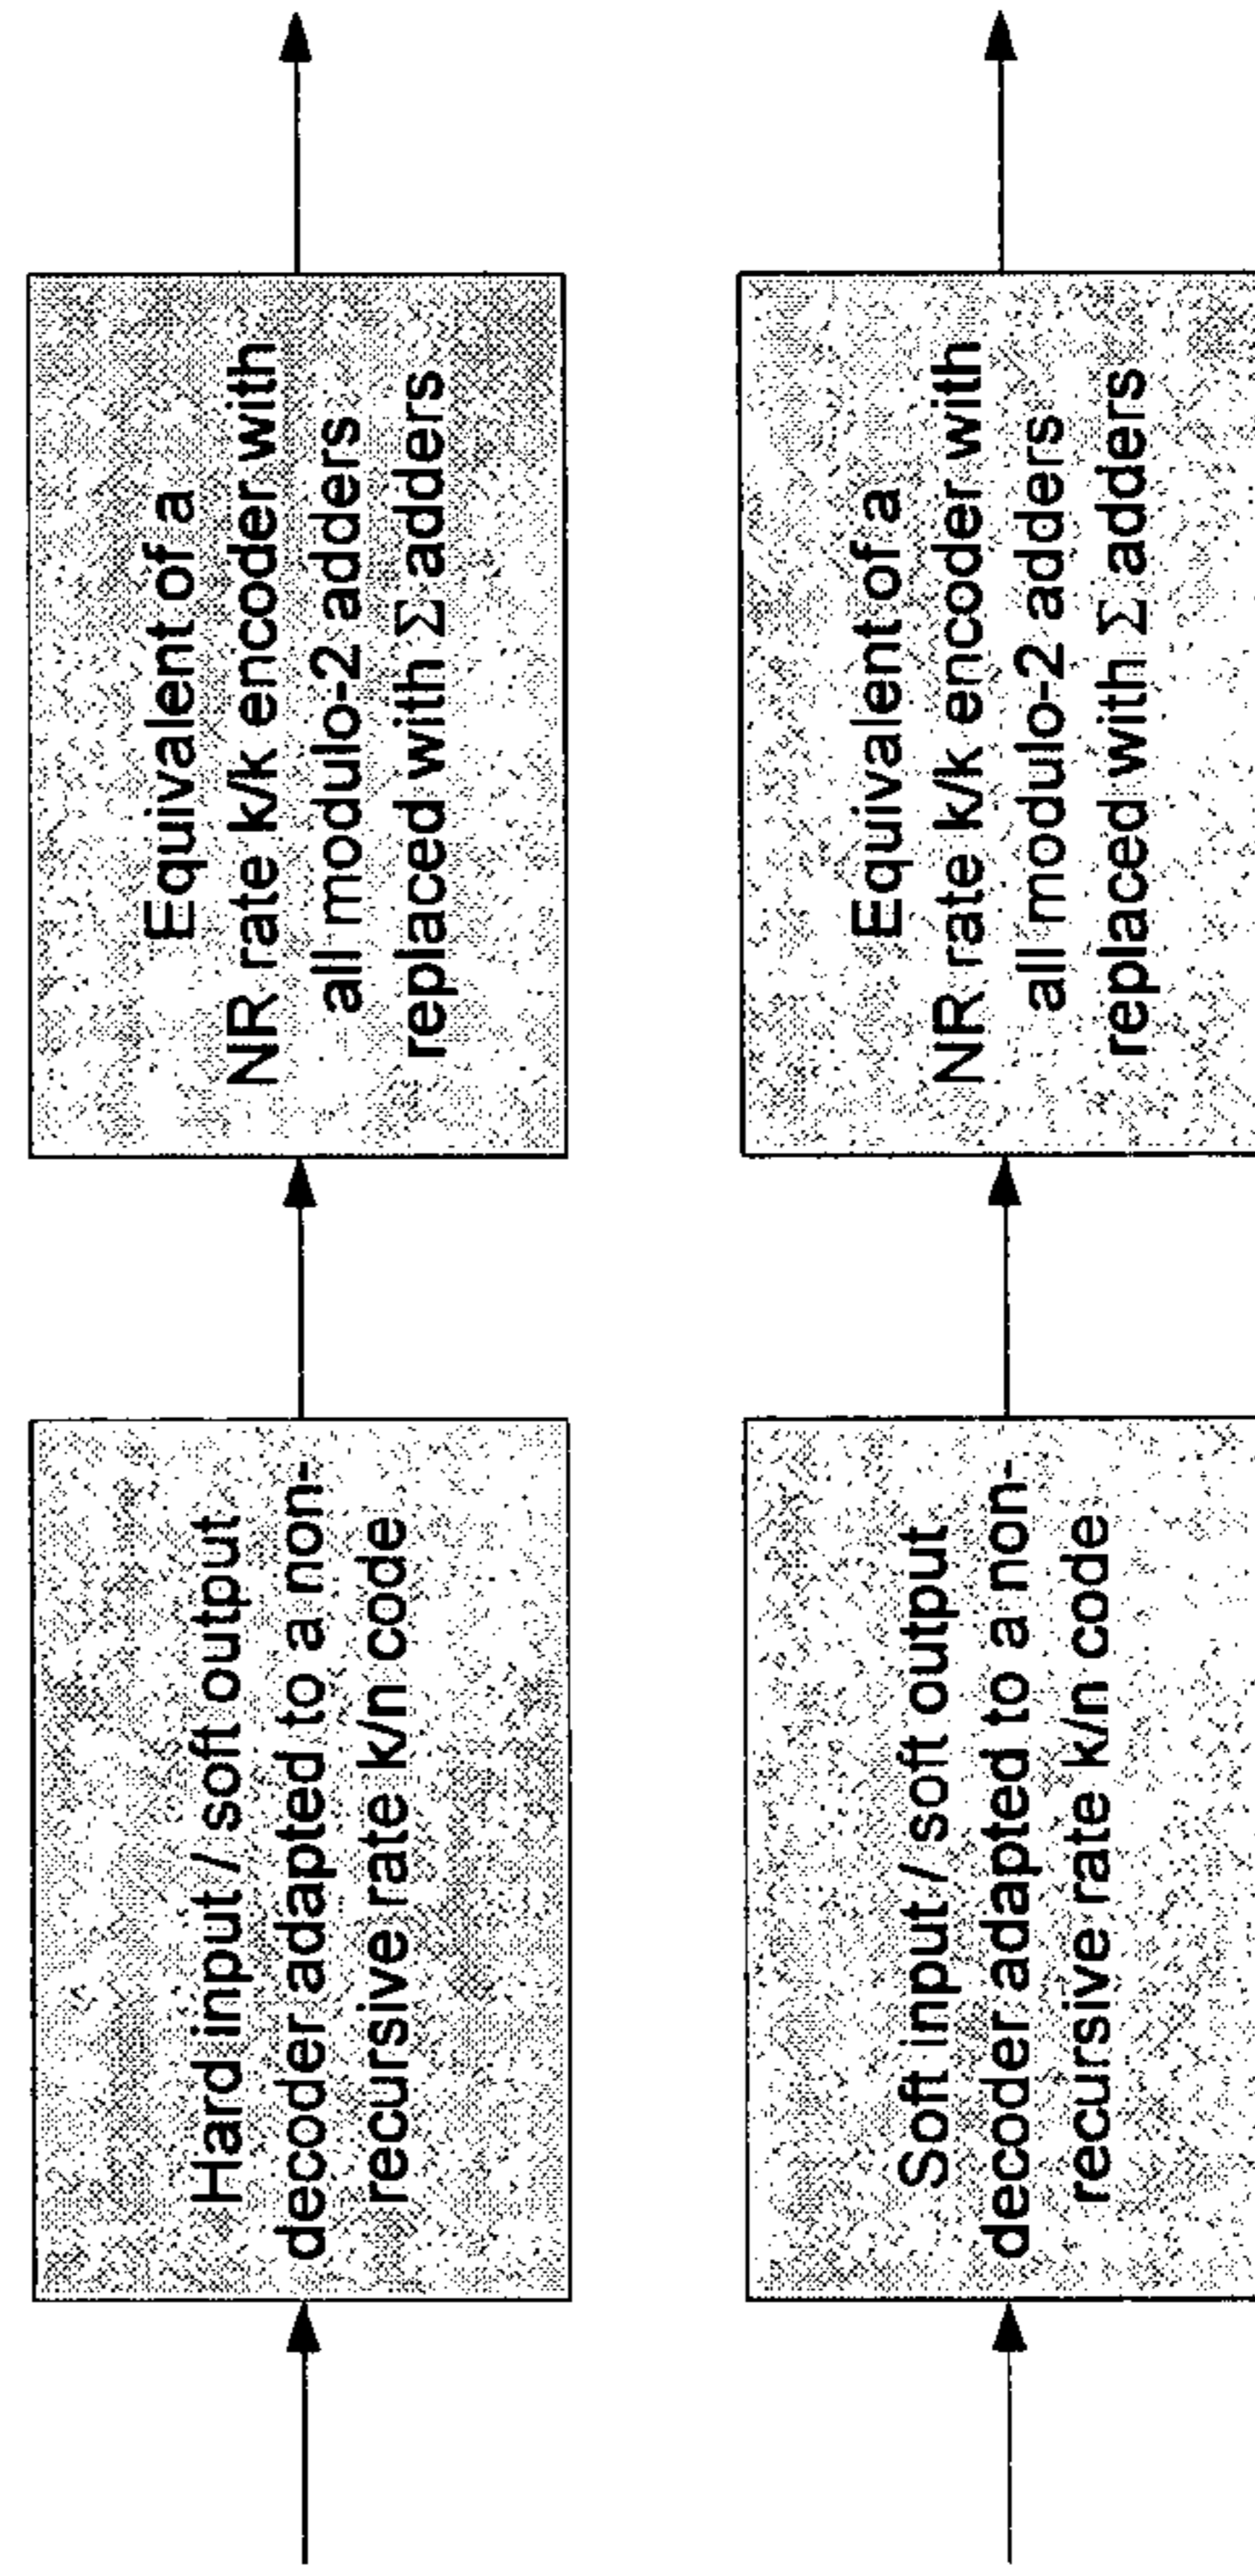 Hard input / soft output
decoder adapted to a non-
recursive rate k/n code
Equivalent of a
NR rate k/k encoder with
all modulo-2 adders
replaced with Σ adders
Soft input / soft output
decoder adapted to a non-
recursive rate k/n code
Equivalent of a
NR rate k/k encoder with
all modulo-2 adders
replaced with Σ adders